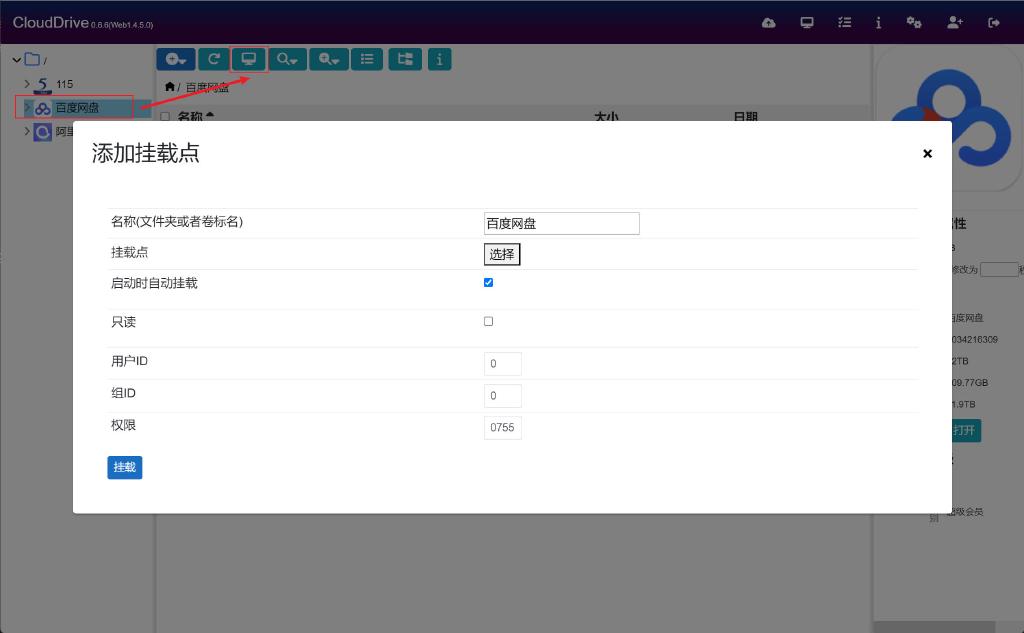 CloudDrive 0.6.6(Web1.4.5.0)
/
115
百度网盘
/ 百度网盘
名称 大小 日期
添加挂载点
名称(文件夹或者卷标名) 百度网盘
挂载点 选择
启动时自动挂载
只读
用户ID 0
组ID 0
权限 0755
挂载
性
修改为
百度网盘
034216309
2TB
09.77GB
1.9TB
打开
超级会员
别